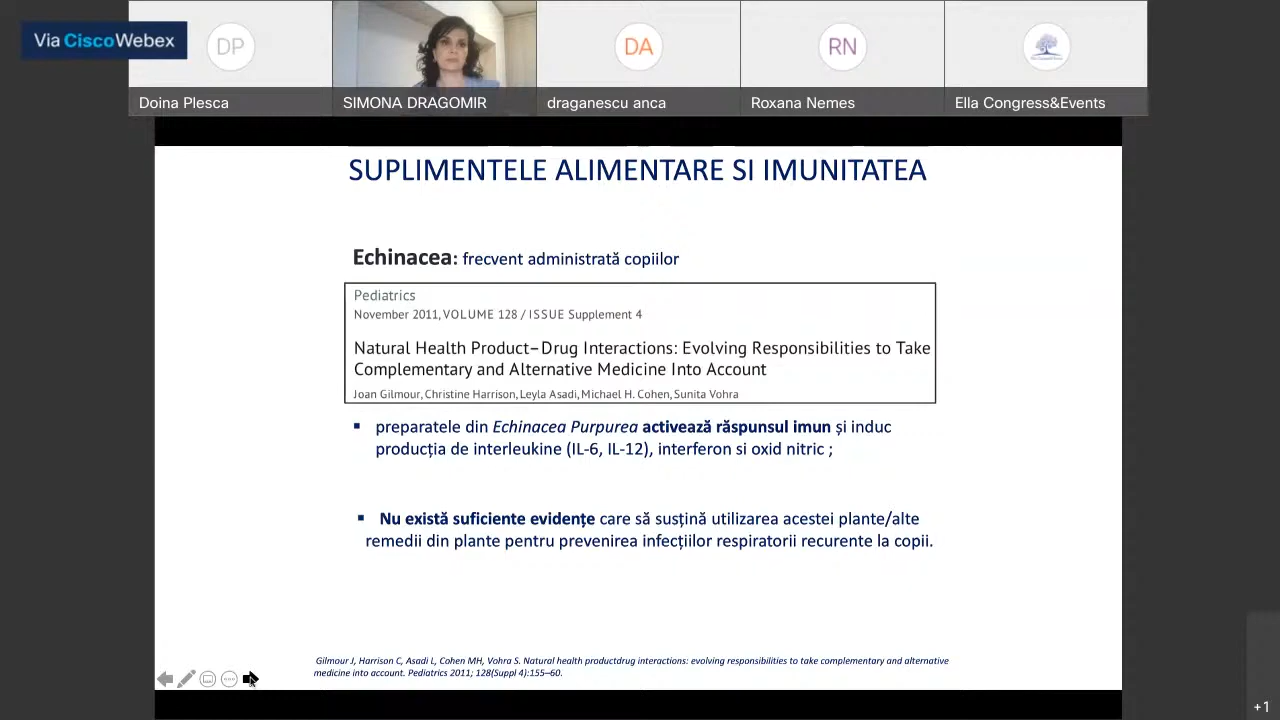 Via Cisco Webex
DP
DA
RN
Doina Plesca
SIMONA DRAGOMIR
draganescu anca
Roxana Nemes
Ella Congress&Events
SUPLIMENTELE ALIMENTARE SI IMUNITATEA
Echinacea: frecvent administrată copiilor
Pediatrics
November 2011, VOLUME 128 / ISSUE Supplement 4
Natural Health Product–Drug Interactions: Evolving Responsibilities to Take
Complementary and Alternative Medicine Into Account
Joan Gilmour, Christine Harrison, Leyla Asadi, Michael H. Cohen, Sunita Vohra
▪ preparatele din Echinacea Purpurea activează răspunsul imun și induc
producția de interleukine (IL-6, IL-12), interferon si oxid nitric ;
▪ Nu există suficiente evidențe care să susțină utilizarea acestei plante/alte
remedii din plante pentru prevenirea infecțiilor respiratorii recurente la copii.
Gilmour J, Harrison C, Asadi L, Cohen MH, Vohra S. Natural health productdrug interactions: evolving responsibilities to take complementary and alternative
medicine into account. Pediatrics 2011; 128(Suppl 4):155–60.
+1